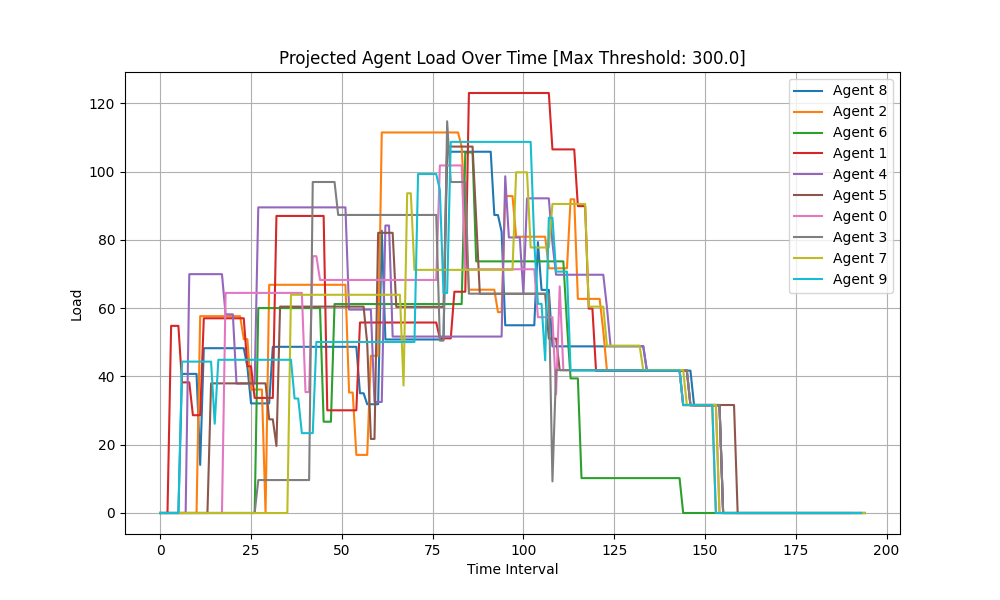 Projected Agent Load Over Time [Max Threshold: 300.0]
Load
120
100
80
60
40
20
0
0 25 50 75 100 125 150 175 200
Time Interval
Agent 8
Agent 2
Agent 6
Agent 1
Agent 4
Agent 5
Agent 0
Agent 3
Agent 7
Agent 9